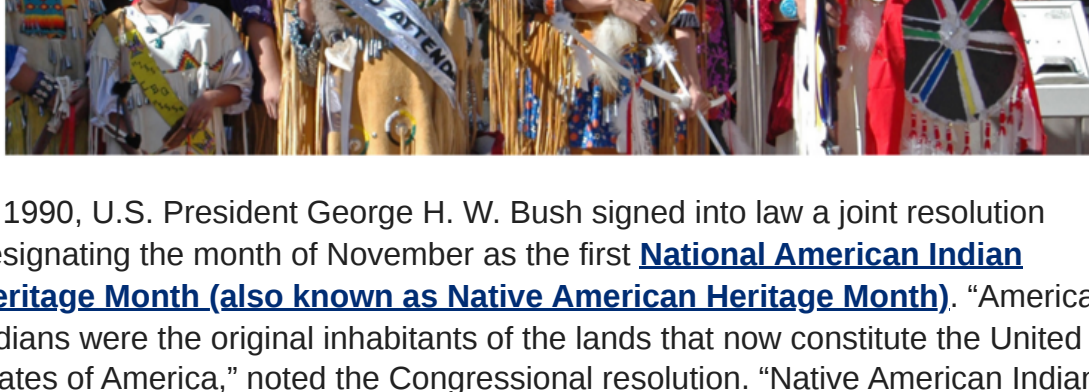 ATTEND
1990, U.S. President George H. W. Bush signed into law a joint resolution
esignating the month of November as the first National American Indian
eritage Month (also known as Native American Heritage Month). “America
dians were the original inhabitants of the lands that now constitute the United
ates of America,” noted the Congressional resolution. “Native American Indian